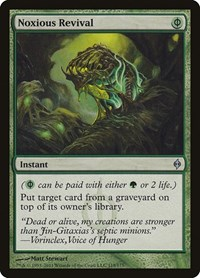 Noxious Revival
Instant
( can be paid with either or 2 life.)
Put target card from a graveyard on
top of its owner's library.
"Dead or alive, my creations are stronger
than Jin-Gitaxias's septic minions."
—Vorinclex, Voice of Hunger
Matt Stewart